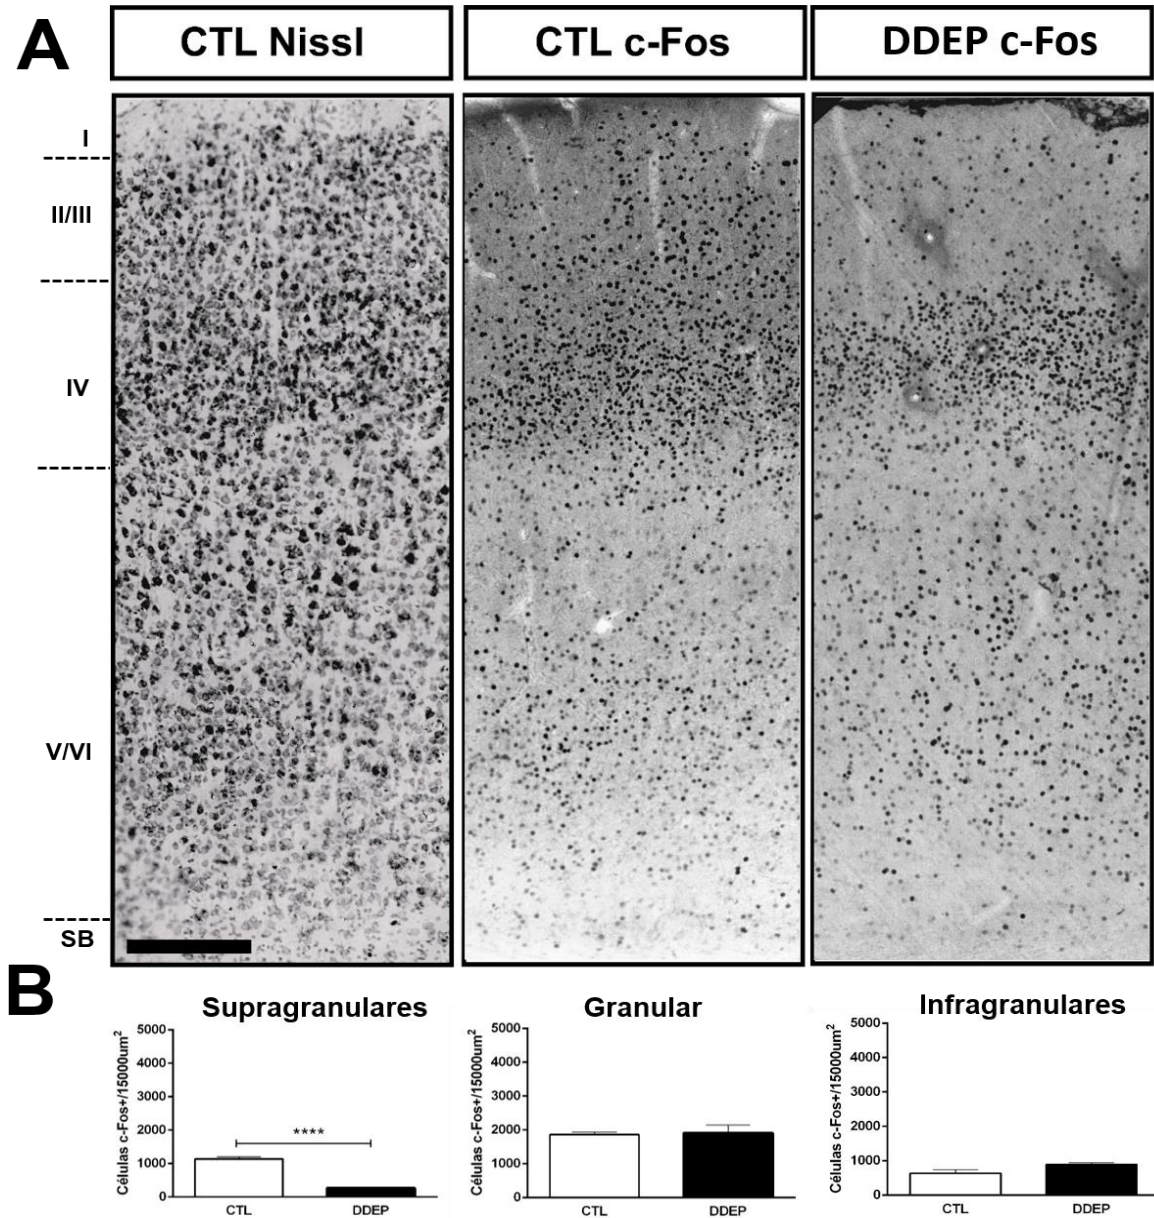 A
CTL Nissl
CTL c-Fos
DDEP c-Fos
I
II/III
IV
V/VI
SB
B
Supragranulares
Células c-Fos+/15000um²
5000
4000
3000
2000
1000
0
****
CTL
DDEP
Granular
Células c-Fos+/15000um²
5000
4000
3000
2000
1000
0
CTL
DDEP
Infragranulares
Células c-Fos+/15000um²
5000
4000
3000
2000
1000
0
CTL
DDEP